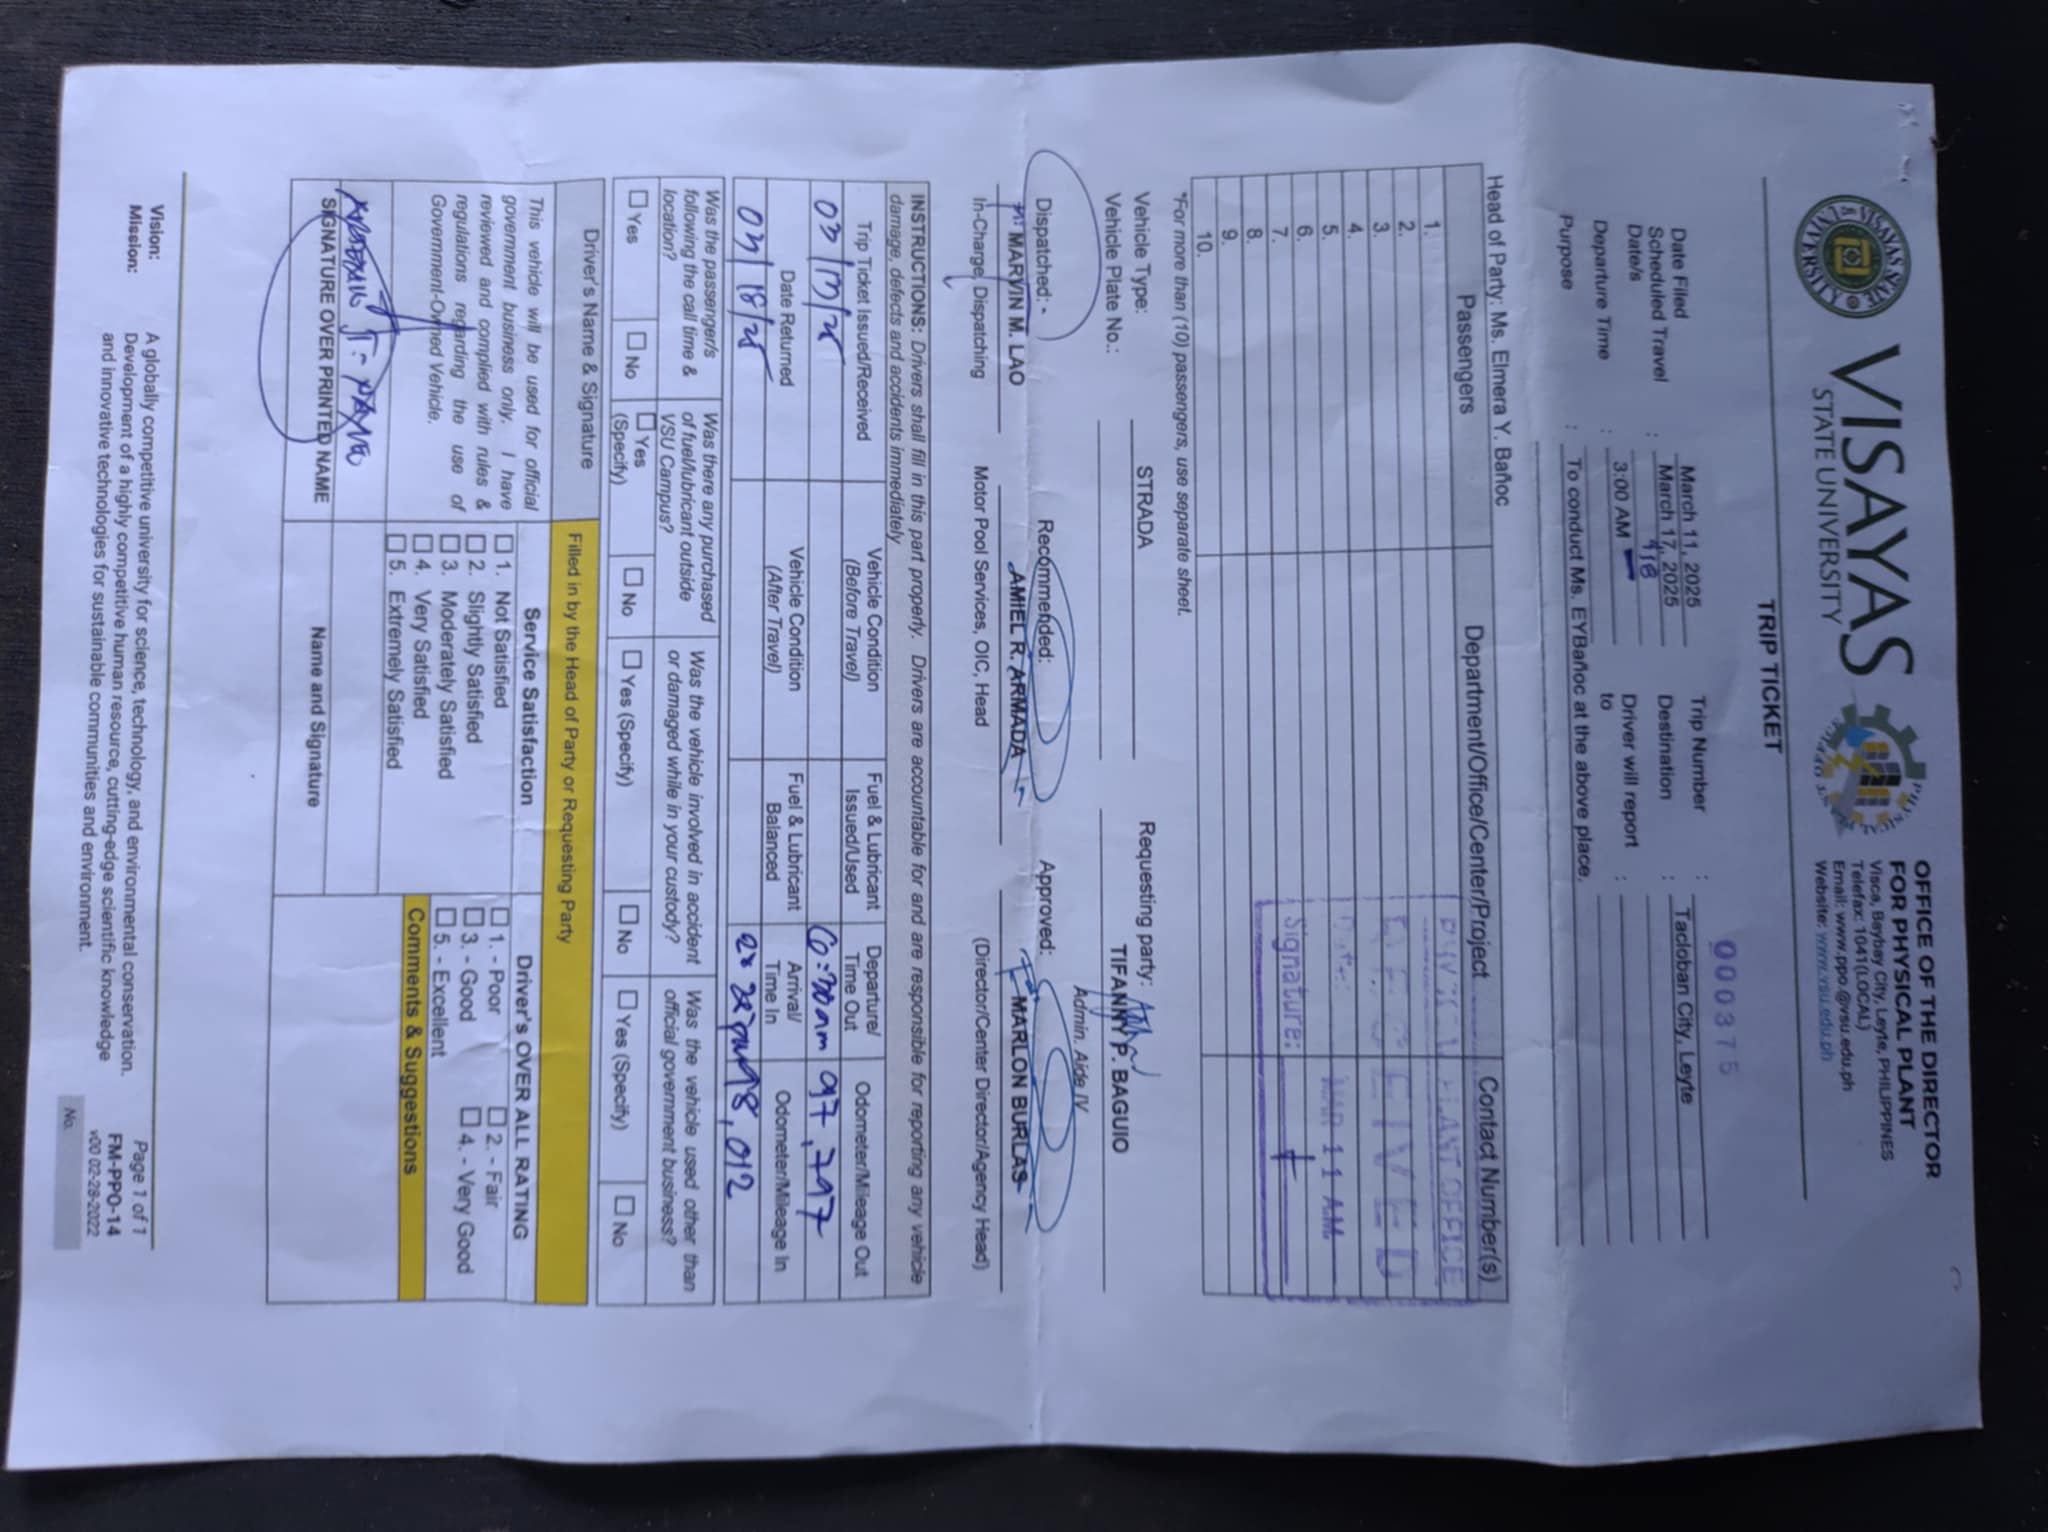 VISAYAS
STATE UNIVERSITY
OFFICE OF THE DIRECTOR
FOR PHYSICAL PLANT
Visca, Baybay City, Leyte, PHILIPPINES
Telefax: 1041(LOCAL)
Email: www.ppo.@vsu.edu.ph
Website: www.vsu.edu.ph
TRIP TICKET
000375
Date Filed March 11, 2025 Trip Number :
Scheduled Travel Date/s : March 17, 2025 Destination : Tacloban City, Leyte
Departure Time : 3:00 AM Driver will report to :
Purpose : To conduct Ms. EYBañoc at the above place.
Head of Party: Ms. Elmera Y. Bañoc
Passengers Department/Office/Center/Project Contact Number(s)
1.
2.
3.
4.
5.
6.
7.
8.
9.
10.
PHYSICAL PLANT OFFICE
RECEIVED
Date: MAR 11 AM
Signature:
*For more than (10) passengers, use separate sheet.
Vehicle Type: STRADA Requesting party:
Vehicle Plate No.: TIFANNY P. BAGUIO
Admin. Aide IV
Dispatched: Recommended: Approved:
MARVIN M. LAO AMIEL R. ARMADA MARLON BURLAS
In-Charge, Dispatching Motor Pool Services, OIC, Head (Director/Center Director/Agency Head)
INSTRUCTIONS: Drivers shall fill in this part properly. Drivers are accountable for and are responsible for reporting any vehicle
damage, defects and accidents immediately
Trip Ticket Issued/Received Vehicle Condition (Before Travel) Fuel & Lubricant Issued/Used Departure/ Time Out Odometer/Mileage Out
97,797
Date Returned Vehicle Condition (After Travel) Fuel & Lubricant Balanced Arrival/ Time In Odometer/Mileage In
98,012
Was the passenger/s following the call time & location? Was there any purchased of fuel/lubricant outside VSU Campus? Was the vehicle involved in accident or damaged while in your custody? Was the vehicle used other than official government business?
☐ Yes ☐ No ☐ Yes (Specify) ☐ No ☐ Yes (Specify) ☐ No ☐ Yes (Specify) ☐ No
Driver's Name & Signature Filled in by the Head of Party or Requesting Party
This vehicle will be used for official
government business only. I have
reviewed and complied with rules &
regulations regarding the use of
Government-Owned Vehicle.
SIGNATURE OVER PRINTED NAME
Service Satisfaction
☐ 1. Not Satisfied
☐ 2. Slightly Satisfied
☐ 3. Moderately Satisfied
☐ 4. Very Satisfied
☐ 5. Extremely Satisfied
Name and Signature
Driver's OVER ALL RATING
☐ 1. - Poor ☐ 2. - Fair
☐ 3. - Good ☐ 4. - Very Good
☐ 5. - Excellent
Comments & Suggestions
Vision: A globally competitive university for science, technology, and environmental conservation.
Mission: Development of a highly competitive human resource, cutting-edge scientific knowledge
and innovative technologies for sustainable communities and environment.
Page 1 of 1
FM-PPO-14
v00 02-28-2022
No.